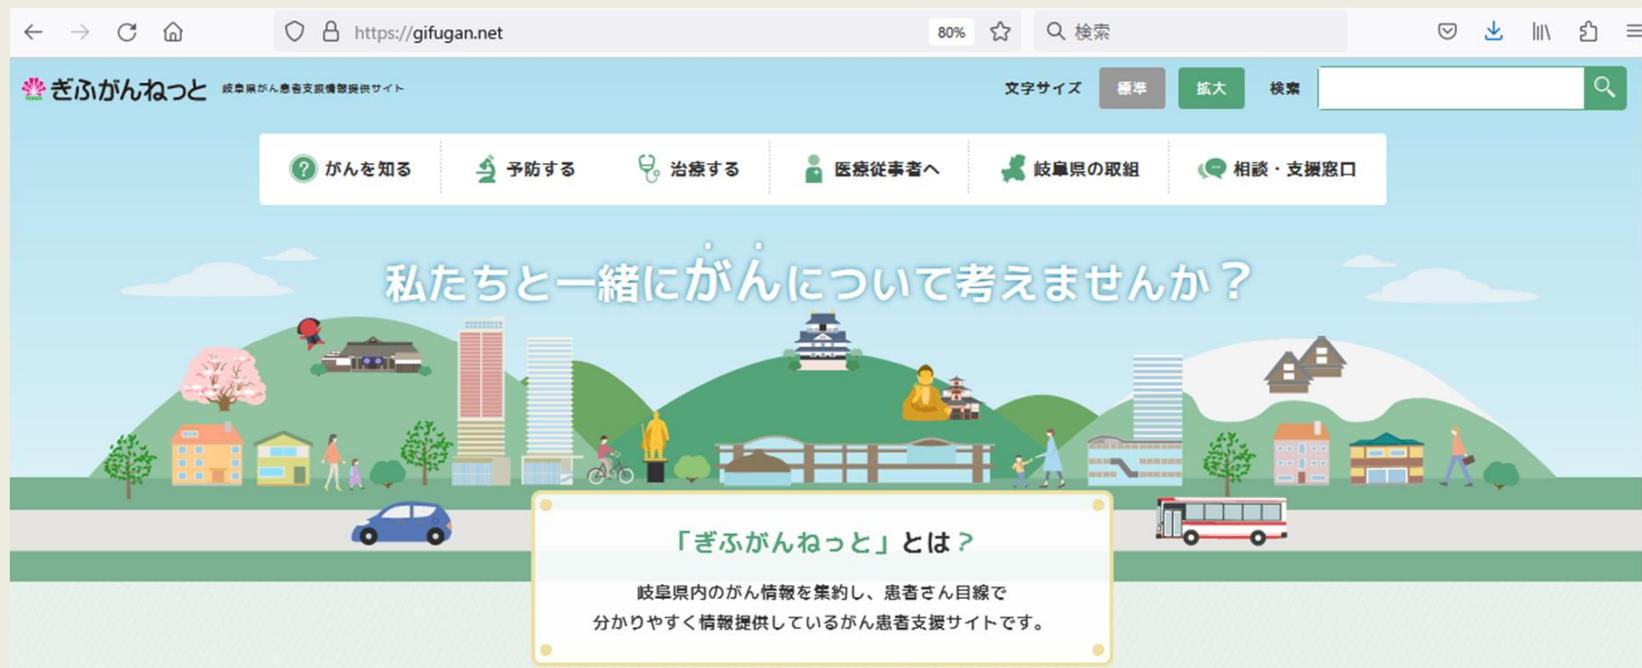 https://gifugan.net
80%
検索
ぎふがんねっと 岐阜県がん患者支援情報提供サイト
文字サイズ 標準 拡大 検索
がんを知る 予防する 治療する 医療従事者へ 岐阜県の取組 相談・支援窓口
私たちと一緒にがんについて考えませんか？
「ぎふがんねっと」とは？
岐阜県内のがん情報を集約し、患者さん目線で
分かりやすく情報提供しているがん患者支援サイトです。